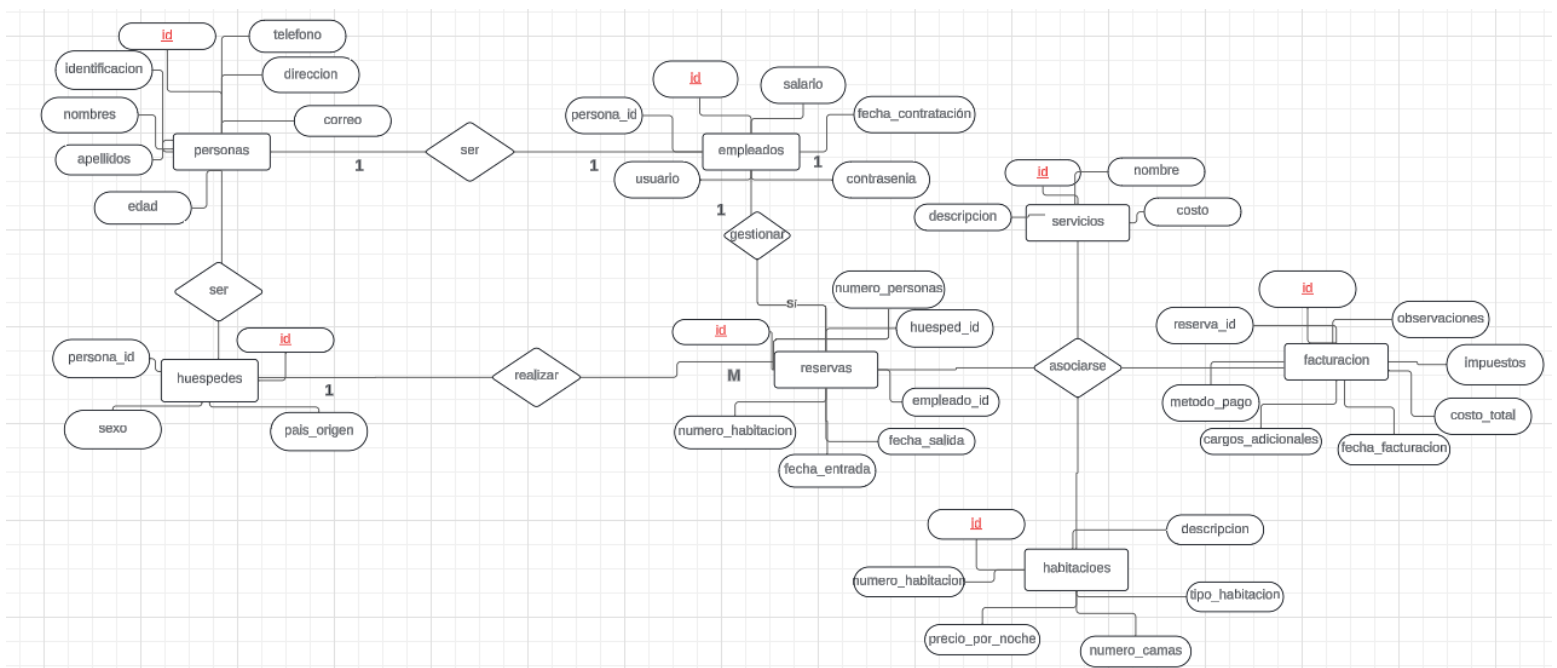 id
telefono
identificacion
direccion
nombres
correo
personas
apellidos
edad
ser
1
1
id
salario
persona_id
fecha_contratación
empleados
1
usuario
contrasenia
1
gestionar
Sí
id
nombre
descripcion
servicios
costo
ser
persona_id
id
huespedes
1
sexo
pais_origen
realizar
M
numero_personas
id
huesped_id
reservas
empleado_id
numero_habitacion
fecha_salida
fecha_entrada
asociarse
id
reserva_id
observaciones
facturacion
impuestos
metodo_pago
costo_total
cargos_adicionales
fecha_facturacion
id
descripcion
habitacioes
numero_habitacion
tipo_habitacion
precio_por_noche
numero_camas